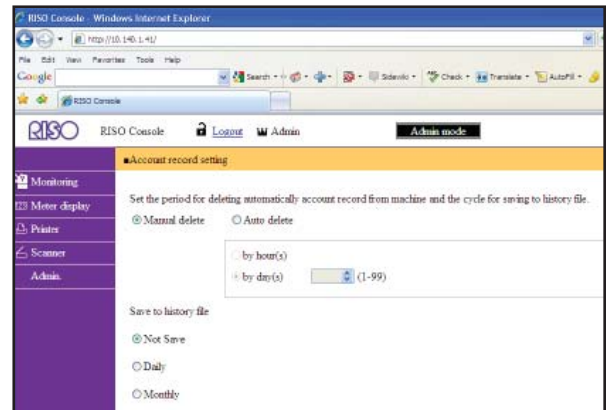 RISO Console - Windows Internet Explorer
http://10.140.1.41/
File Edit View Favorites Tools Help
Google Search Sidewiki Check Translate AutoFill
RISO Console
RISO RISO Console Logout Admin Admin mode
■Account record setting
Monitoring
Meter display
Printer
Scanner
Admin.
Set the period for deleting automatically account record from machine and the cycle for saving to history file.
Manual delete Auto delete
by hour(s)
by day(s) (1-99)
Save to history file
Not Save
Daily
Monthly